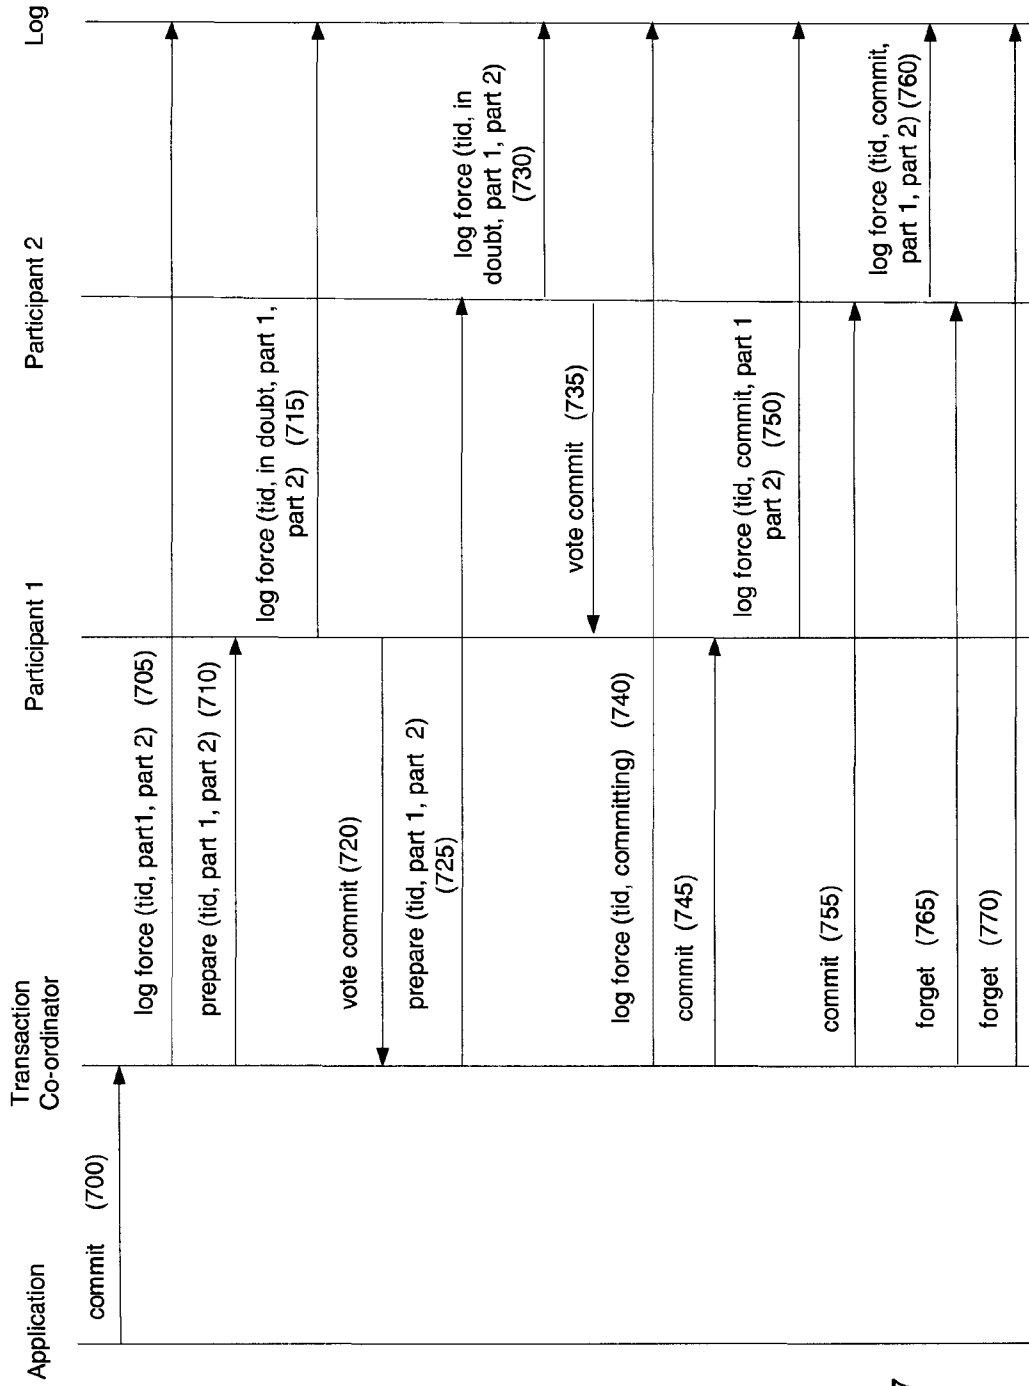 Application
Transaction
Co-ordinator
Participant 1
Participant 2
Log
commit (700)
log force (tid, part1, part 2) (705)
prepare (tid, part 1, part 2) (710)
log force (tid, in doubt, part 1,
part 2) (715)
vote commit (720)
prepare (tid, part 1, part 2)
(725)
log force (tid, in
doubt, part 1, part 2)
(730)
vote commit (735)
log force (tid, committing) (740)
commit (745)
log force (tid, commit, part 1
part 2) (750)
commit (755)
log force (tid, commit,
part 1, part 2) (760)
forget (765)
forget (770)
7